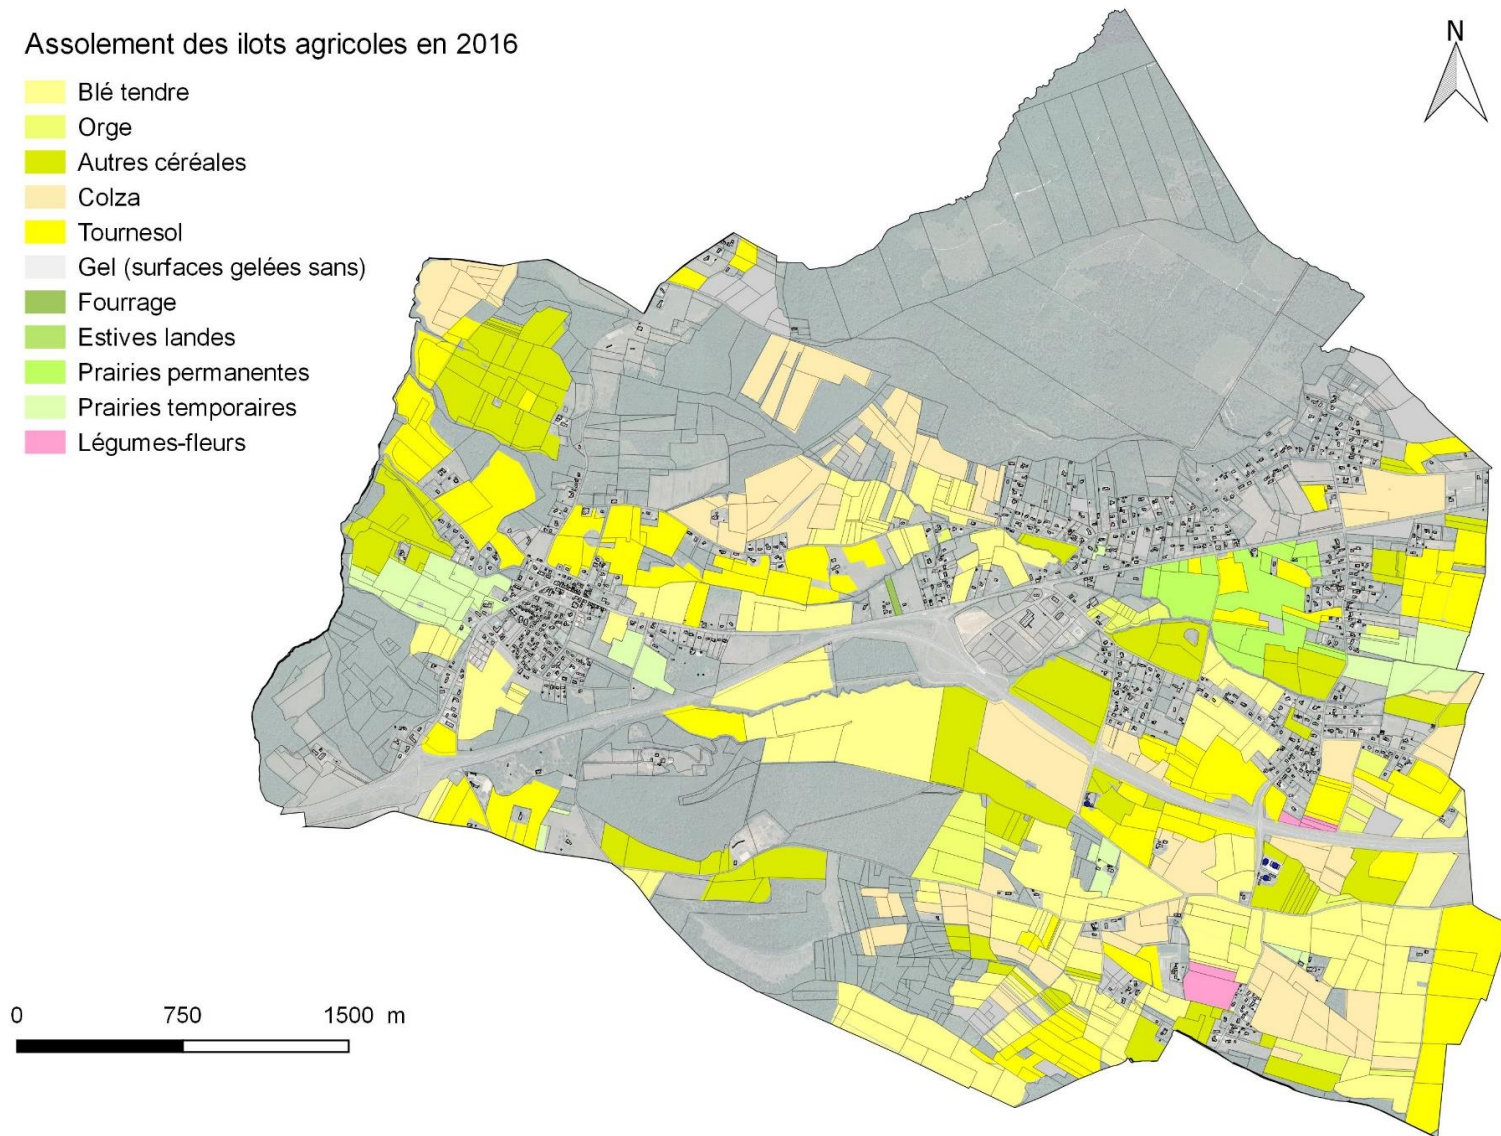 Assolement des ilots agricoles en 2016
Blé tendre
Orge
Autres céréales
Colza
Tournesol
Gel (surfaces gelées sans)
Fourrage
Estives landes
Prairies permanentes
Prairies temporaires
Légumes-fleurs
N
0 750 1500 m